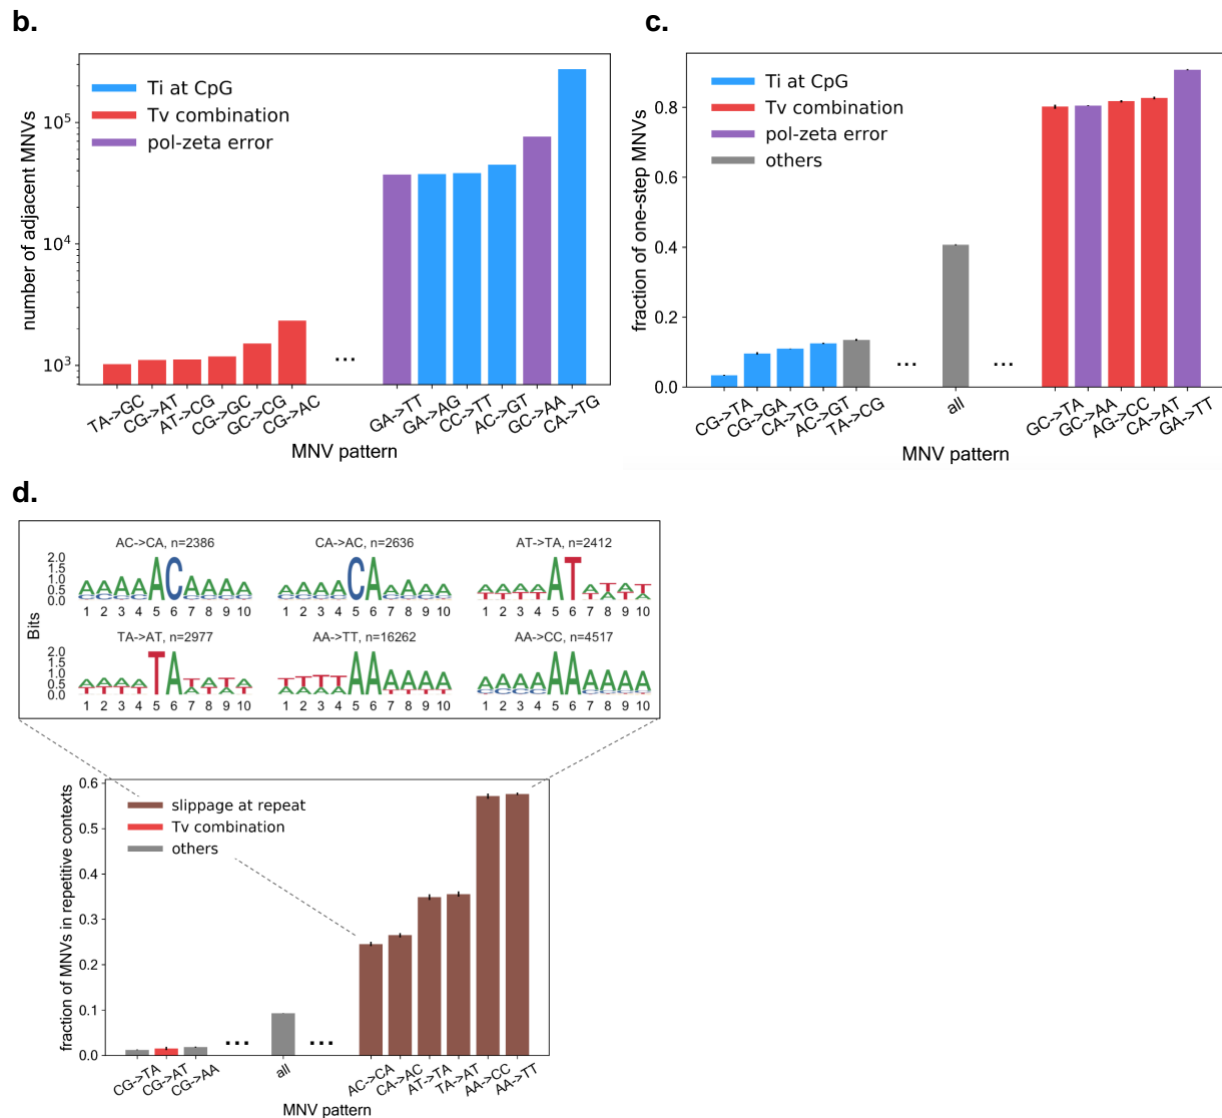 b.
number of adjacent MNVs
10⁵
10⁴
10³
Ti at CpG
Tv combination
pol-zeta error
...
TA->GC
CG->AT
AT->CG
CG->GC
GC->CG
CG->AC
GA->TT
GA->AG
CC->TT
AC->GT
GC->AA
CA->TG
MNV pattern
c.
fraction of one-step MNVs
0.8
0.6
0.4
0.2
0.0
Ti at CpG
Tv combination
pol-zeta error
others
... ...
CG->TA
CG->GA
CA->TG
AC->GT
TA->CG
all
GC->TA
GC->AA
AG->CC
CA->AT
GA->TT
MNV pattern
d.
Bits
AC->CA, n=2386
2.0
1.5
1.0
0.5
0.0
AAAAACAAAA
1 2 3 4 5 6 7 8 9 10
CA->AC, n=2636
AAAACAAAAA
1 2 3 4 5 6 7 8 9 10
AT->TA, n=2412
AAAAATATAT
1 2 3 4 5 6 7 8 9 10
TA->AT, n=2977
2.0
1.5
1.0
0.5
0.0
AAAATATATA
1 2 3 4 5 6 7 8 9 10
AA->TT, n=16262
TTTTAAAAAA
1 2 3 4 5 6 7 8 9 10
AA->CC, n=4517
AAAAAAAAAA
1 2 3 4 5 6 7 8 9 10
fraction of MNVs in repetitive contexts
0.6
0.5
0.4
0.3
0.2
0.1
0.0
slippage at repeat
Tv combination
others
... ...
CG->TA
CG->AT
CG->AA
all
AC->CA
CA->AC
AT->TA
TA->AT
AA->CC
AA->TT
MNV pattern